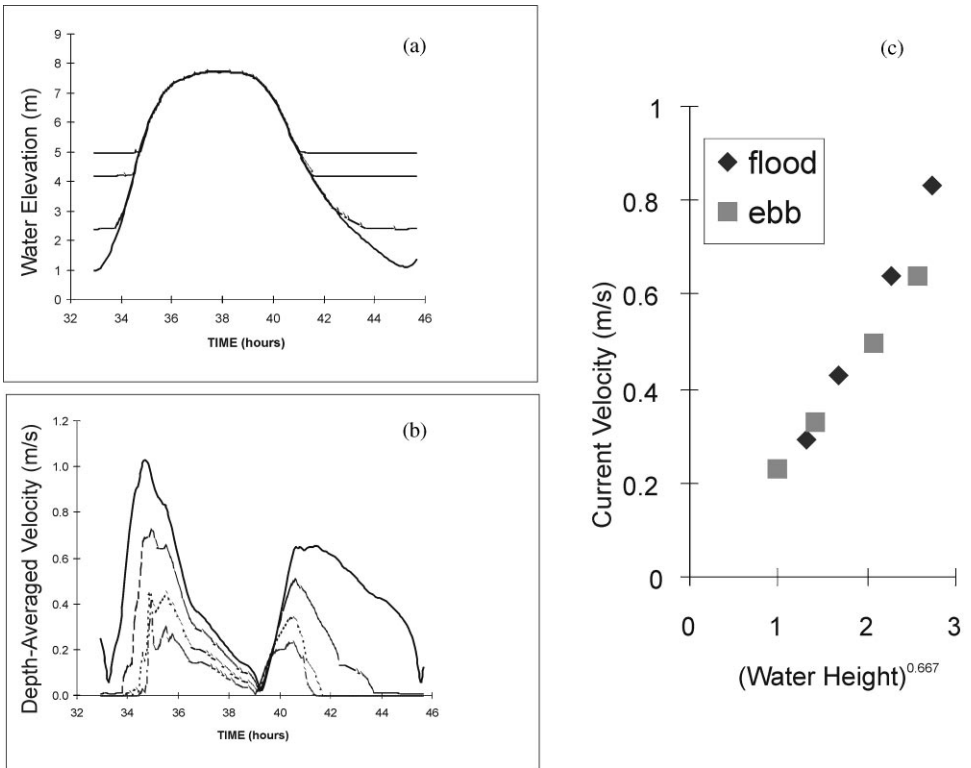 (a)
Water Elevation (m)
9
8
7
6
5
4
3
2
1
0
32 34 36 38 40 42 44 46
TIME (hours)
(b)
Depth-Averaged Velocity (m/s)
1.2
1.0
0.8
0.6
0.4
0.2
0.0
32 34 36 38 40 42 44 46
TIME (hours)
(c)
Current Velocity (m/s)
1
0.8
0.6
0.4
0.2
0
flood
ebb
0 1 2 3
(Water Height)^0.667